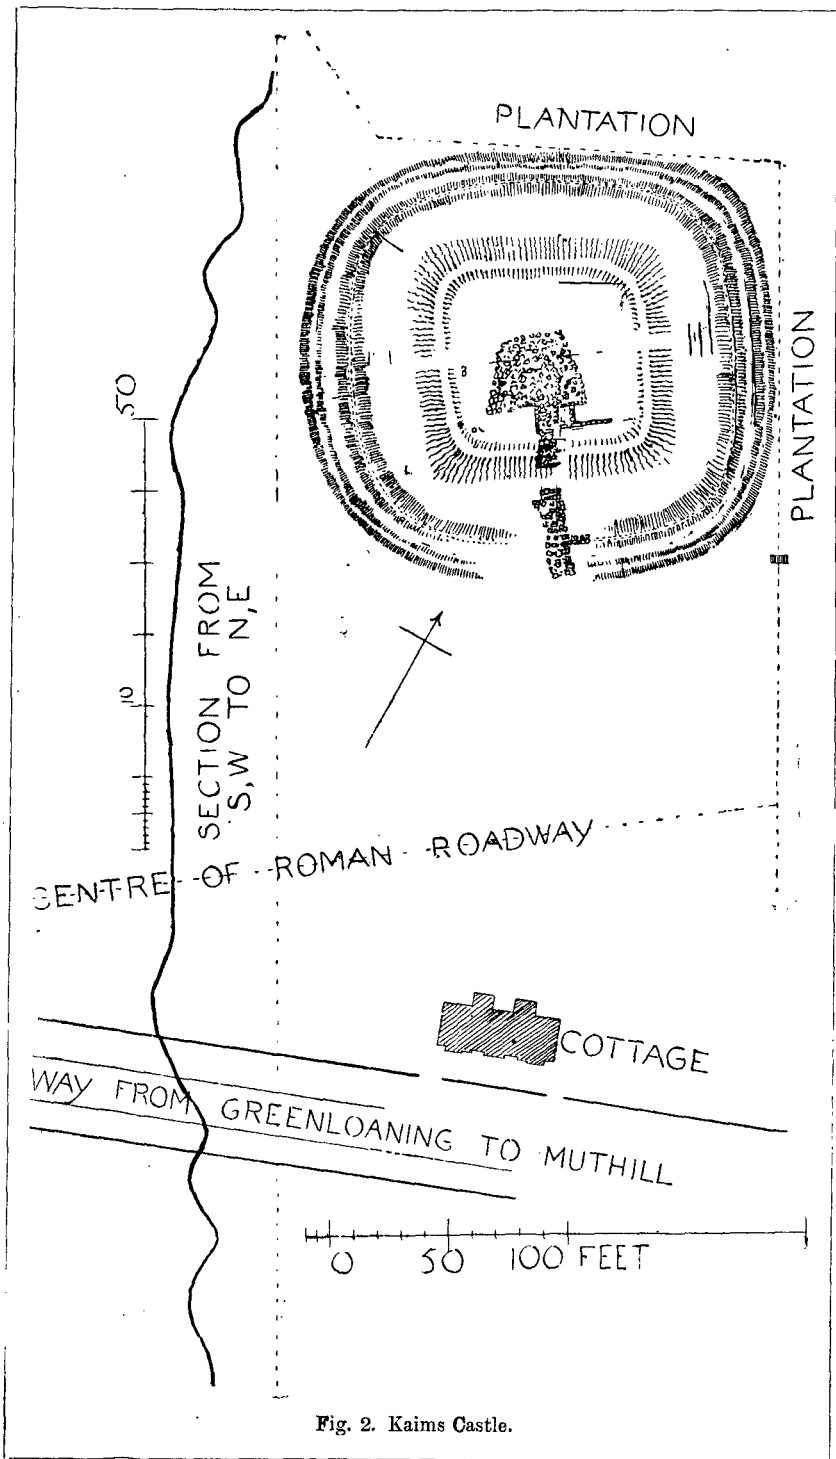 PLANTATION
PLANTATION
B
50
10
SECTION FROM
S,W TO N,E
CENTRE OF ROMAN ROADWAY
COTTAGE
WAY FROM GREENLOANING TO MUTHILL
0 50 100 FEET
Fig. 2. Kaims Castle.